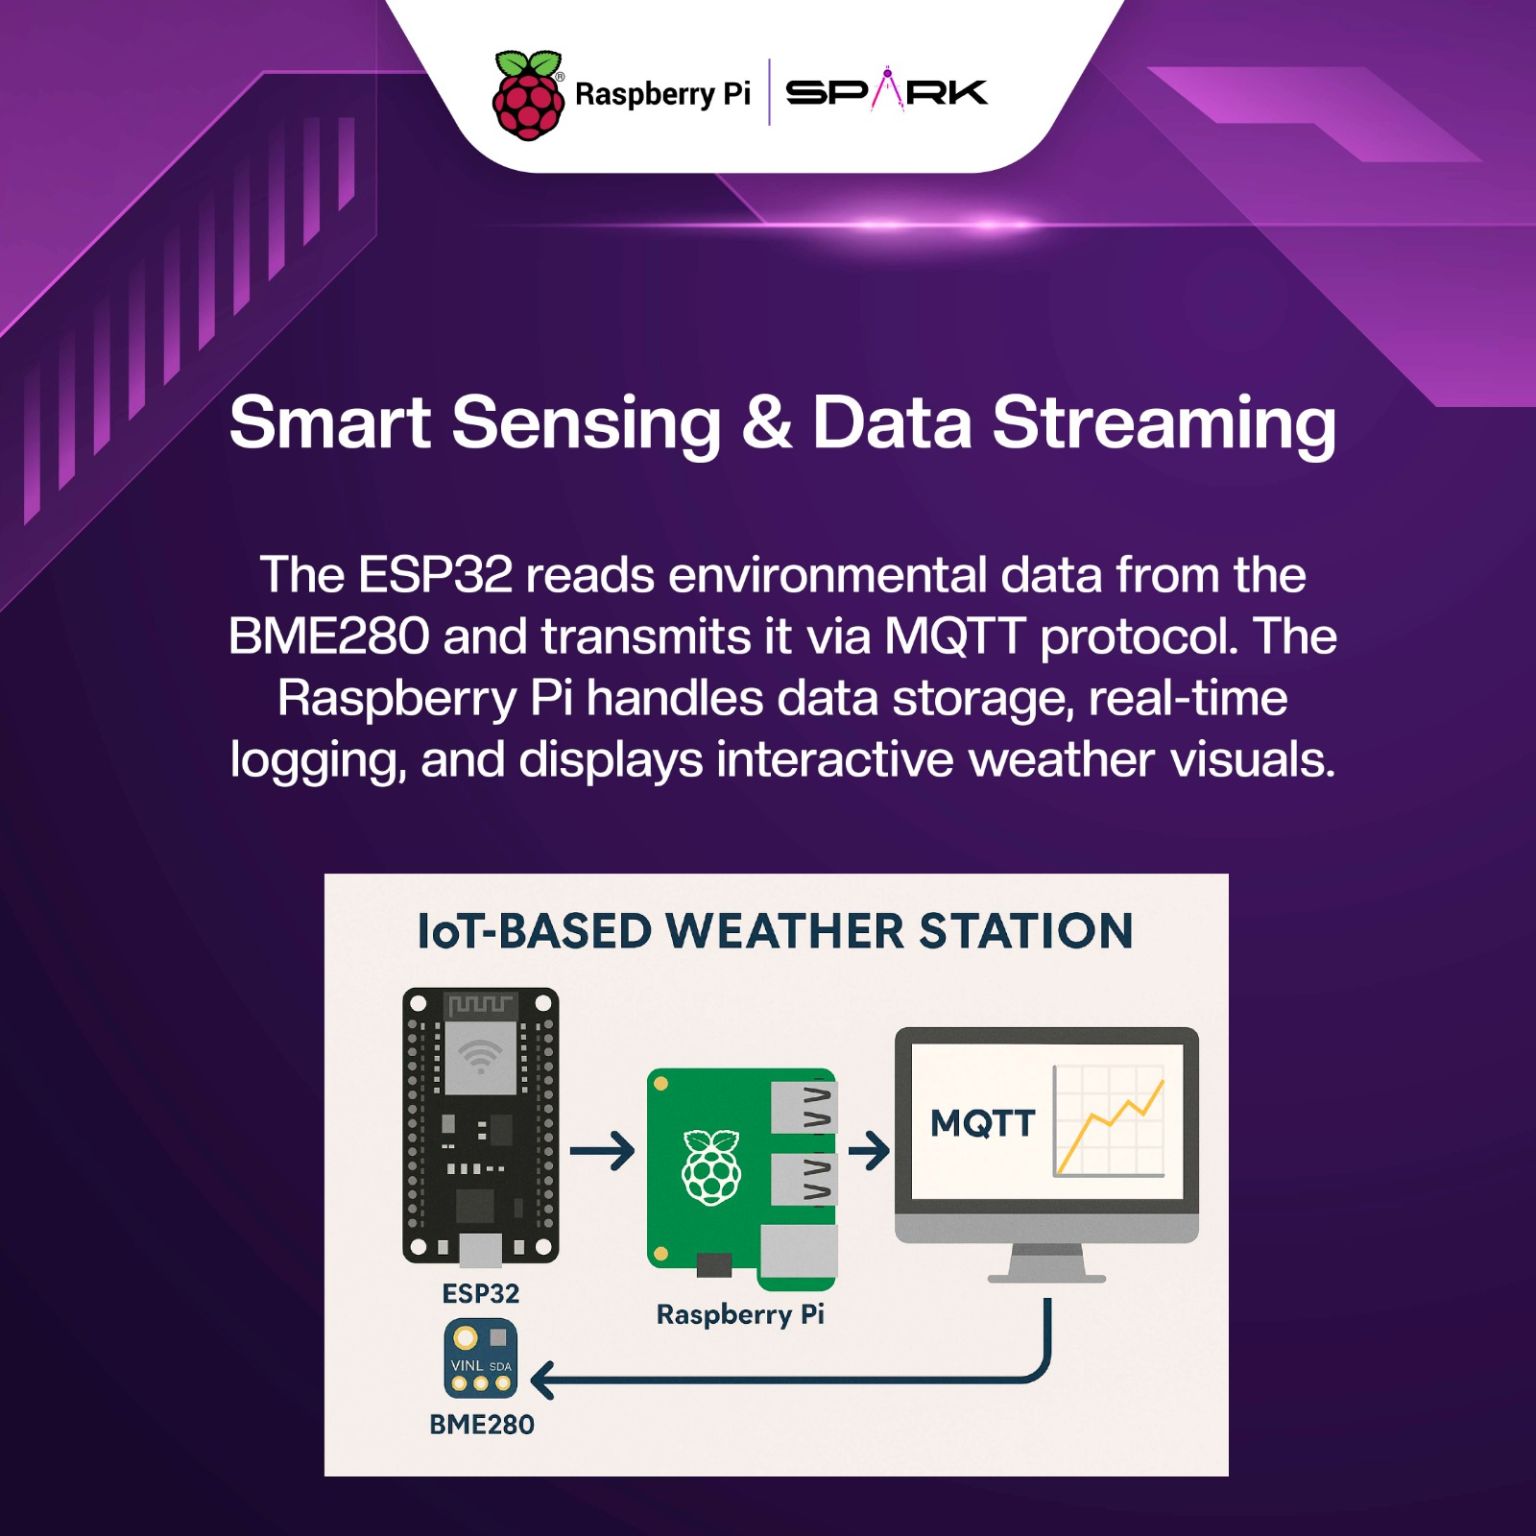 Raspberry Pi ® | SPARK
Smart Sensing & Data Streaming
The ESP32 reads environmental data from the
BME280 and transmits it via MQTT protocol. The
Raspberry Pi handles data storage, real-time
logging, and displays interactive weather visuals.
IoT-BASED WEATHER STATION
MQTT
ESP32
Raspberry Pi
VINL SDA
BME280